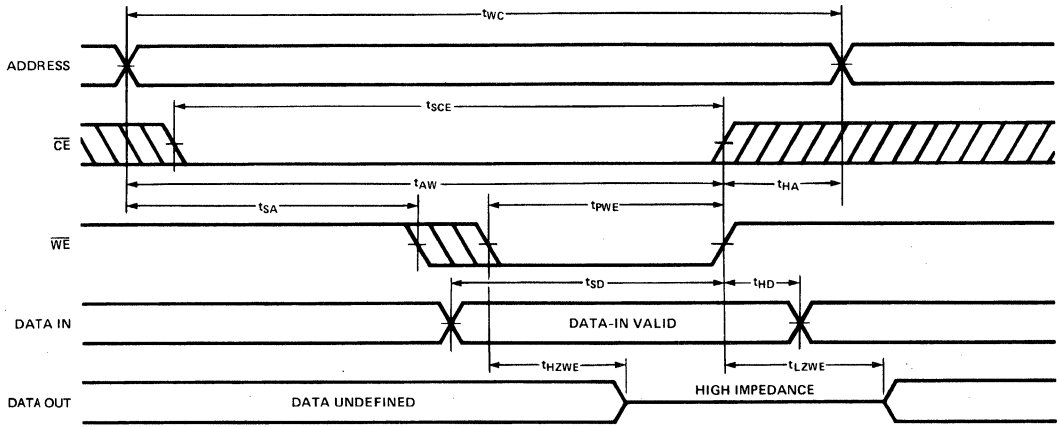 tWC
ADDRESS
tSCE
CE
tAW
tHA
tSA
tPWE
WE
tSD
tHD
DATA IN
DATA-IN VALID
tHZWE
tLZWE
HIGH IMPEDANCE
DATA OUT
DATA UNDEFINED